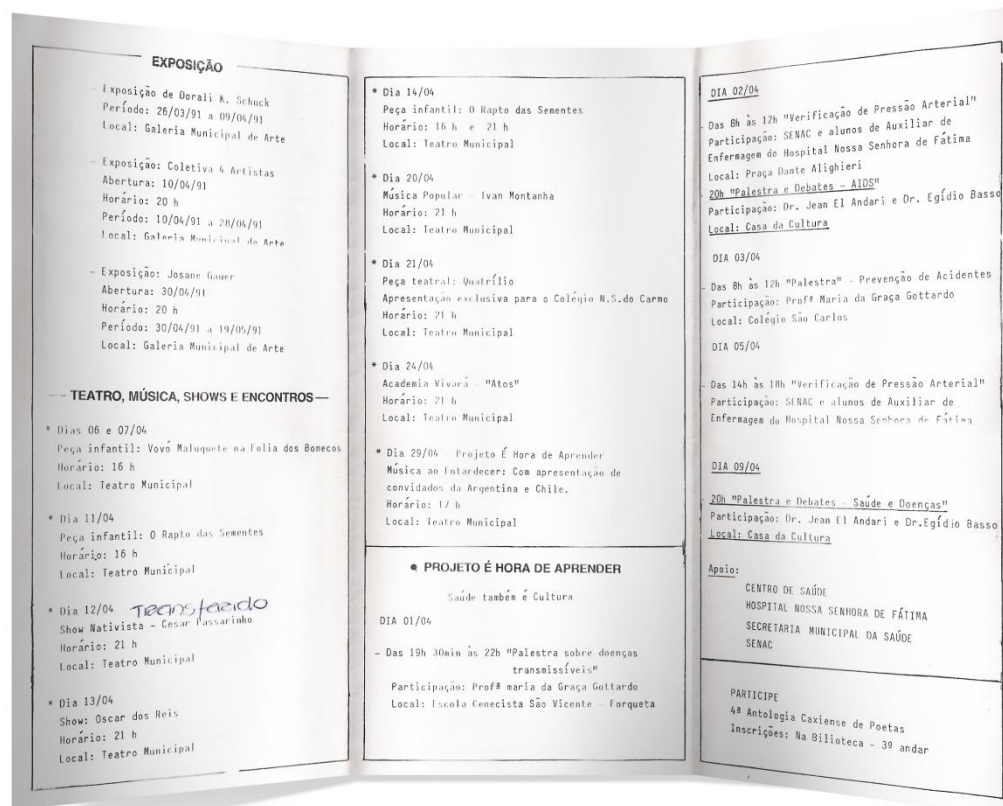 EXPOSIÇÃO
- Exposição de Dorali K. Schuck
Período: 26/03/91 a 09/04/91
Local: Galeria Municipal de Arte
- Exposição: Coletiva 4 Artistas
Abertura: 10/04/91
Horário: 20 h
Período: 10/04/91 a 28/04/91
Local: Galeria Municipal de Arte
- Exposição: Josane Gauer
Abertura: 30/04/91
Horário: 20 h
Período: 30/04/91 a 19/05/91
Local: Galeria Municipal de Arte
TEATRO, MÚSICA, SHOWS E ENCONTROS
* Dias 06 e 07/04
Peça infantil: Vovó Maluquete na Folia dos Bonecos
Horário: 16 h
Local: Teatro Municipal
* Dia 11/04
Peça infantil: O Rapto das Sementes
Horário: 16 h
Local: Teatro Municipal
* Dia 12/04 Transferido
Show Nativista - Cesar Passarinho
Horário: 21 h
Local: Teatro Municipal
* Dia 13/04
Show: Oscar dos Reis
Horário: 21 h
Local: Teatro Municipal
* Dia 14/04
Peça infantil: O Rapto das Sementes
Horário: 16 h e 21 h
Local: Teatro Municipal
* Dia 20/04
Música Popular - Ivan Montanha
Horário: 21 h
Local: Teatro Municipal
* Dia 21/04
Peça teatral: Quatrílio
Apresentação exclusiva para o Colégio N.S.do Carmo
Horário: 21 h
Local: Teatro Municipal
* Dia 24/04
Academia Vivará - "Atos"
Horário: 21 h
Local: Teatro Municipal
* Dia 29/04 - Projeto É Hora de Aprender
Música ao Entardecer: Com apresentação de
convidados da Argentina e Chile.
Horário: 17 h
Local: Teatro Municipal
• PROJETO É HORA DE APRENDER
Saúde também é Cultura
DIA 01/04
- Das 19h 30min às 22h "Palestra sobre doenças
transmissíveis"
Participação: Profª maria da Graça Gottardo
Local: Escola Cenecista São Vicente - Forqueta
DIA 02/04
- Das 8h às 12h "Verificação de Pressão Arterial"
Participação: SENAC e alunos de Auxiliar de
Enfermagem do Hospital Nossa Senhora de Fátima
Local: Praça Dante Alighieri
- 20h "Palestra e Debates - AIDS"
Participação: Dr. Jean El Andari e Dr. Egídio Basso
Local: Casa da Cultura
DIA 03/04
- Das 8h às 12h "Palestra" - Prevenção de Acidentes
Participação: Profª Maria da Graça Gottardo
Local: Colégio São Carlos
DIA 05/04
- Das 14h às 18h "Verificação de Pressão Arterial"
Participação: SENAC e alunos de Auxiliar de
Enfermagem do Hospital Nossa Senhora de Fátima
DIA 09/04
- 20h "Palestra e Debates - Saúde e Doenças"
Participação: Dr. Jean El Andari e Dr.Egídio Basso
Local: Casa da Cultura
Apoio:
CENTRO DE SAÚDE
HOSPITAL NOSSA SENHORA DE FÁTIMA
SECRETARIA MUNICIPAL DA SAÚDE
SENAC
PARTICIPE
4ª Antologia Caxiense de Poetas
Inscrições: Na Bilioteca - 3º andar